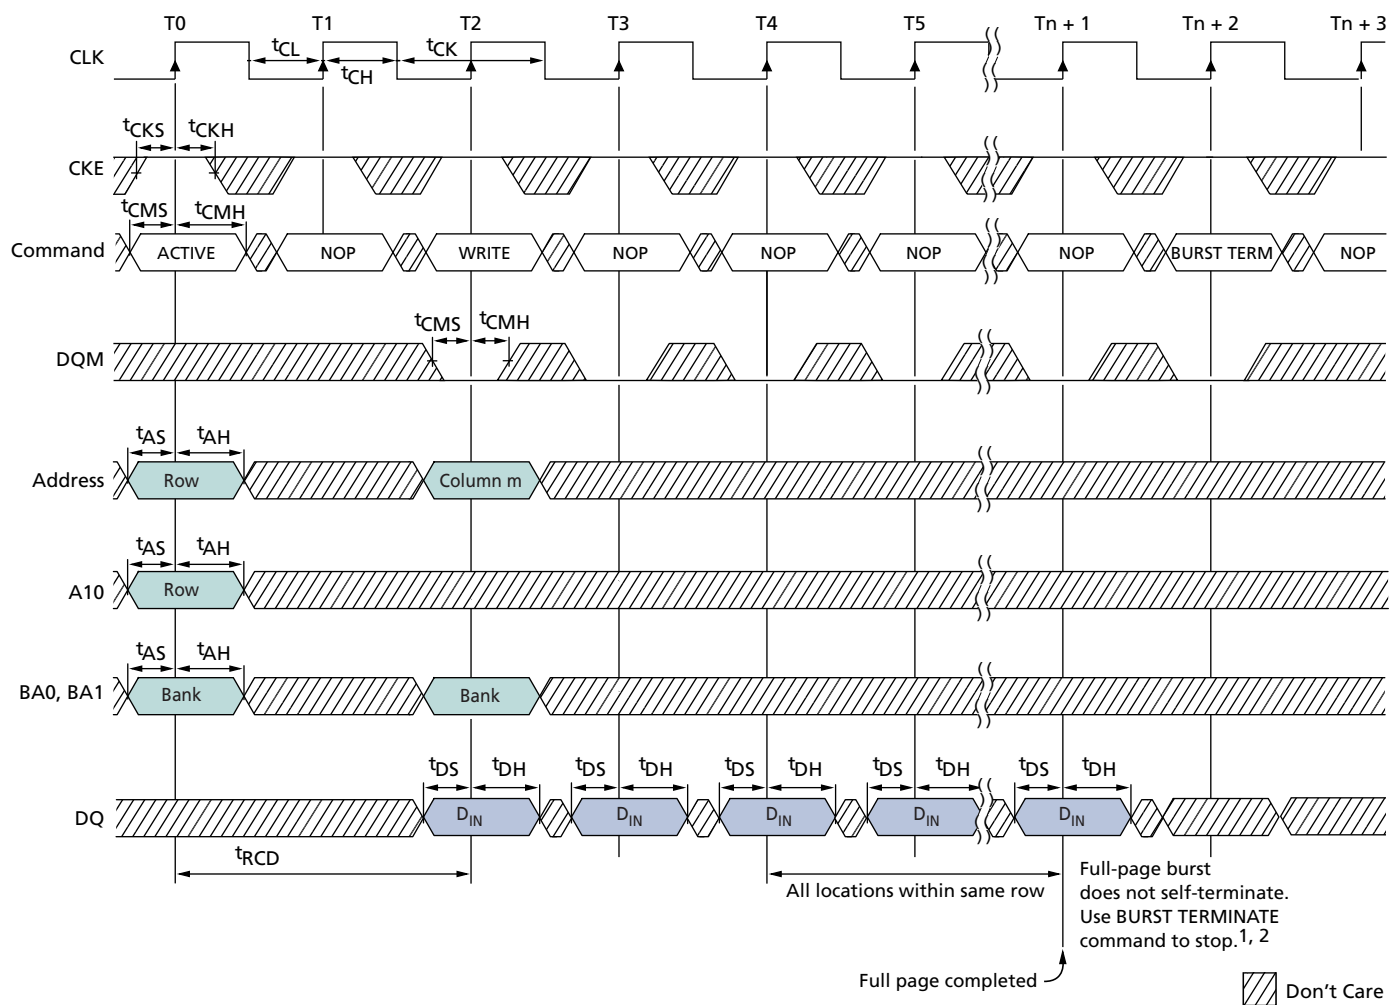 T0 T1 T2 T3 T4 T5 Tn + 1 Tn + 2 Tn + 3
CLK
tCL tCK
tCH
tCKS tCKH
CKE
tCMS tCMH
Command ACTIVE NOP WRITE NOP NOP NOP NOP BURST TERM NOP
tCMS tCMH
DQM
tAS tAH
Address Row Column m
tAS tAH
A10 Row
tAS tAH
BA0, BA1 Bank Bank
tDS tDH tDS tDH tDS tDH tDS tDH tDS tDH
DQ DIN DIN DIN DIN DIN
tRCD
All locations within same row
Full-page burst
does not self-terminate.
Use BURST TERMINATE
command to stop.1, 2
Full page completed
Don't Care